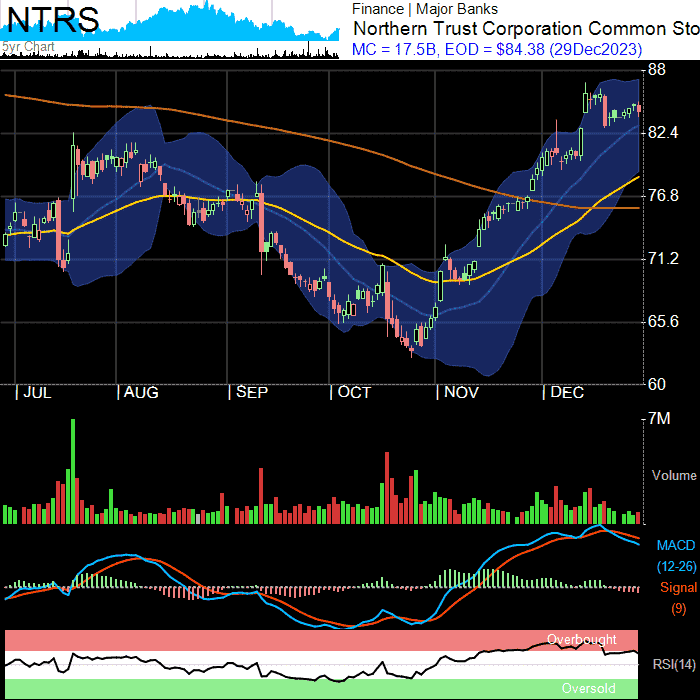 NTRS
5yr Chart
Finance | Major Banks
Northern Trust Corporation Common Sto
MC = 17.5B, EOD = $84.38 (29Dec2023)
88
82.4
76.8
71.2
65.6
60
| JUL | AUG | SEP | OCT | NOV | DEC
7M
Volume
MACD
(12-26)
Signal
(9)
Overbought
RSI(14)
Oversold